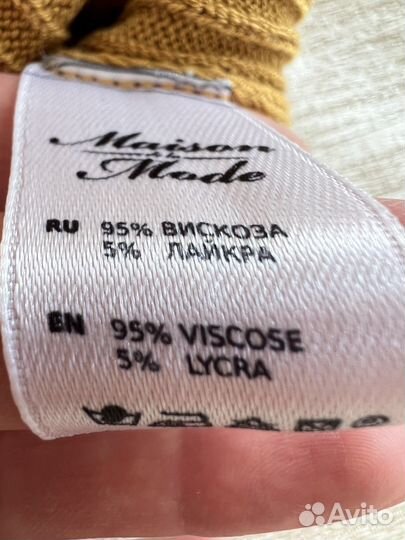 Maison
Mode
RU 95% ВИСКОЗА
5% ЛАЙКРА
EN 95% VISCOSE
5% LYCRA
Avito